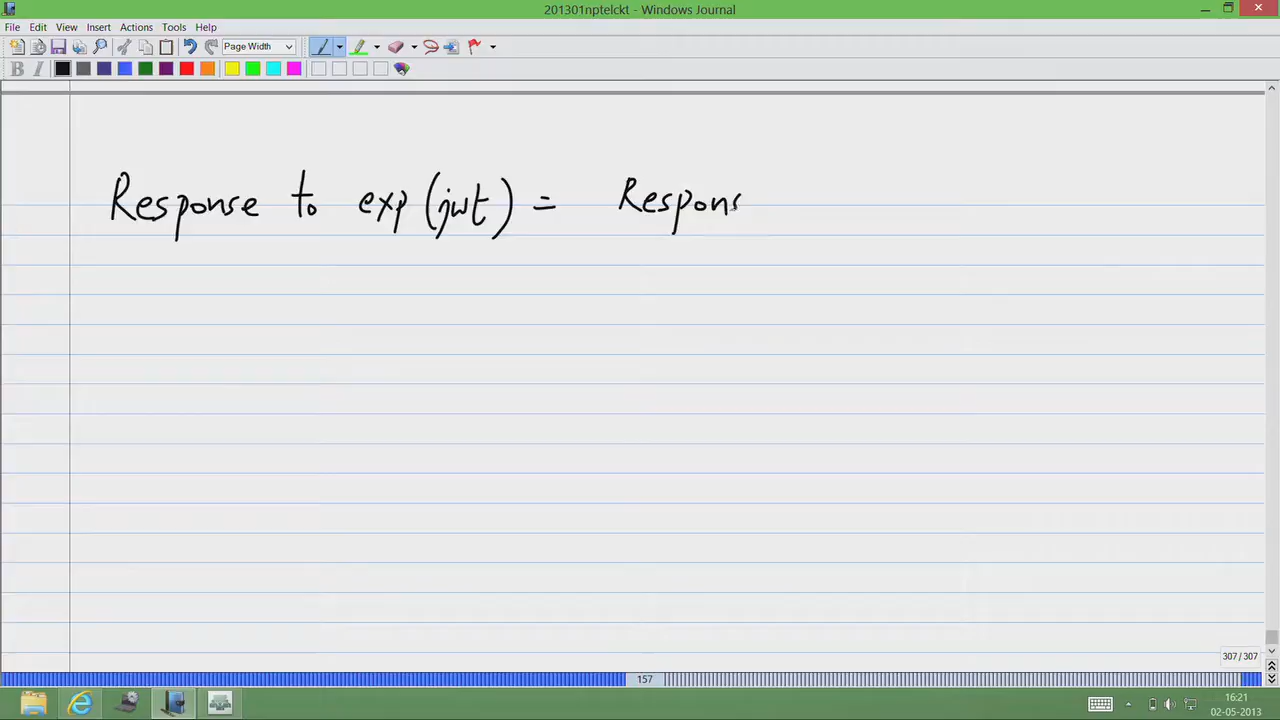 201301nptelckt - Windows Journal
File Edit View Insert Actions Tools Help
Page Width
B I
Response to exp(jωt) = Respons
307 / 307
157
16:21
02-05-2013